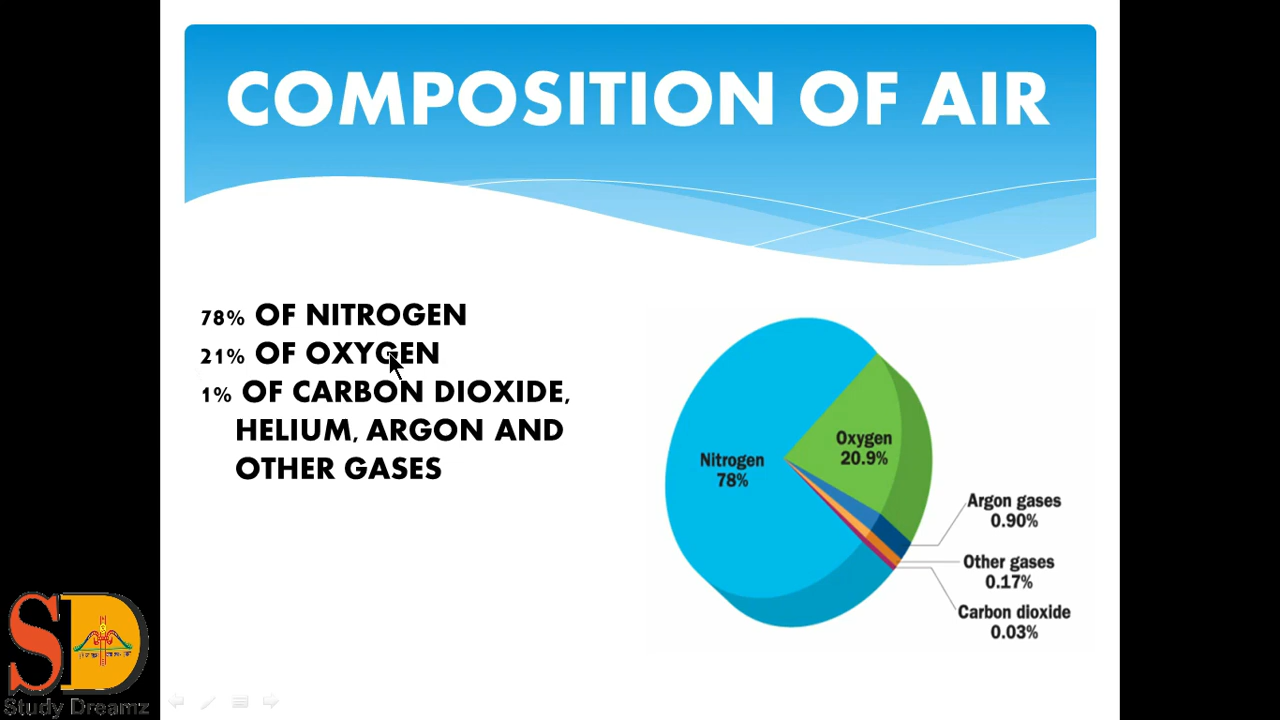 COMPOSITION OF AIR
78% OF NITROGEN
21% OF OXYGEN
1% OF CARBON DIOXIDE,
HELIUM, ARGON AND
OTHER GASES
Nitrogen
78%
Oxygen
20.9%
Argon gases
0.90%
Other gases
0.17%
Carbon dioxide
0.03%
SD
Study Dreamz